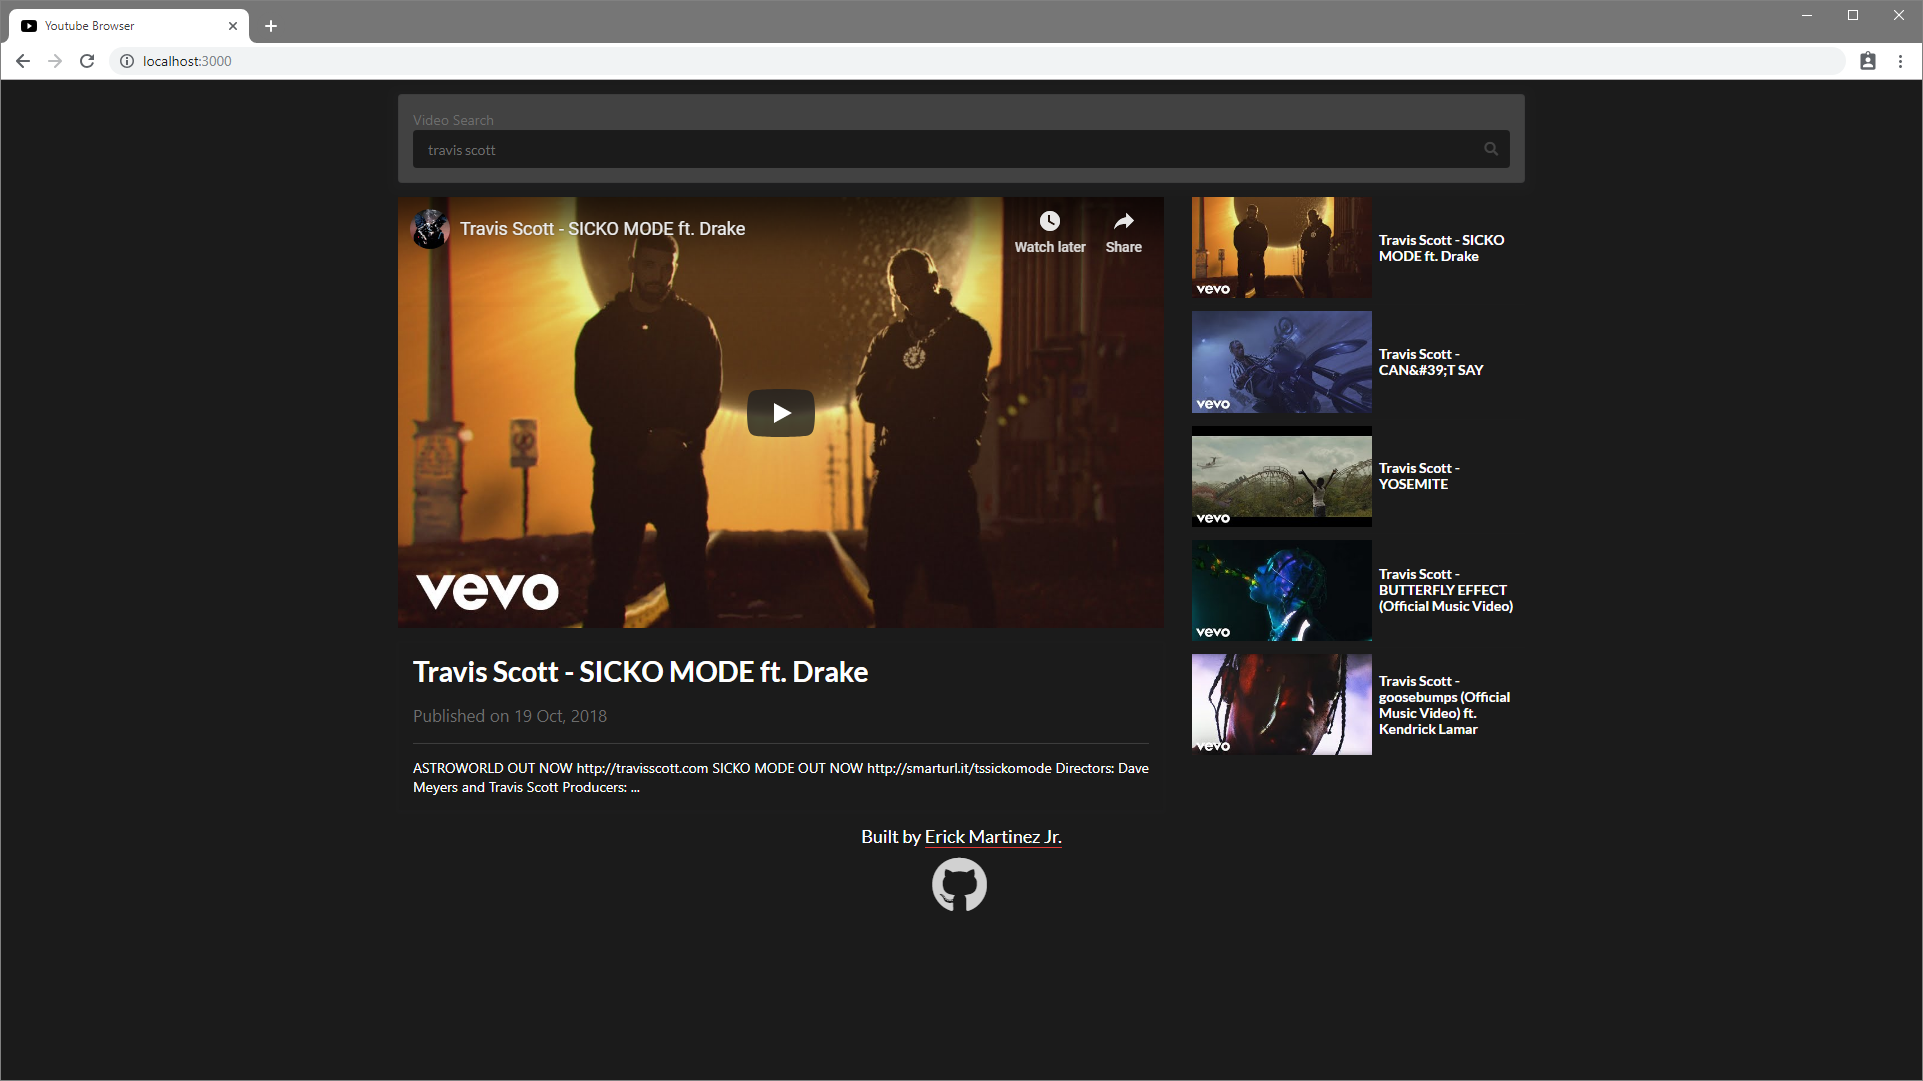 Youtube Browser
localhost:3000
Video Search
travis scott
Travis Scott - SICKO MODE ft. Drake
Watch later
Share
vevo
Travis Scott - SICKO MODE ft. Drake
Published on 19 Oct, 2018
ASTROWORLD OUT NOW http://travisscott.com SICKO MODE OUT NOW http://smarturl.it/tssickomode Directors: Dave
Meyers and Travis Scott Producers: ...
vevo
Travis Scott - SICKO
MODE ft. Drake
vevo
Travis Scott -
CAN&#39;T SAY
vevo
Travis Scott -
YOSEMITE
vevo
Travis Scott -
BUTTERFLY EFFECT
(Official Music Video)
vevo
Travis Scott -
goosebumps (Official
Music Video) ft.
Kendrick Lamar
Built by Erick Martinez Jr.